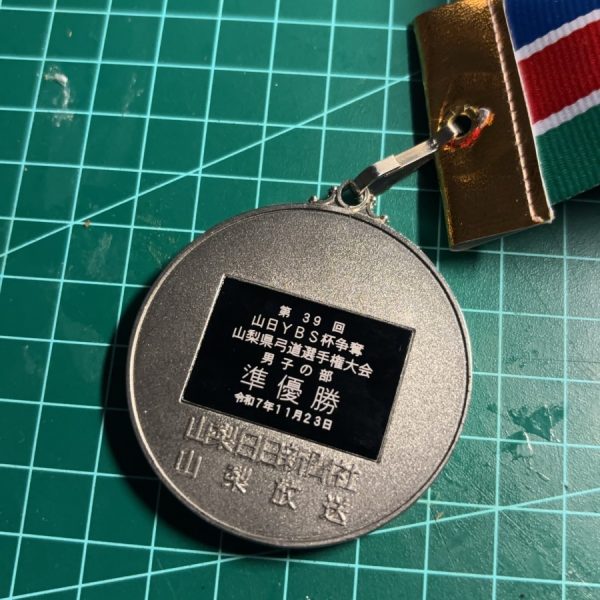 第39回
山日YBS杯争奪
山梨県弓道選手権大会
男子の部
準優勝
令和7年11月23日
山梨日日新聞社
山梨放送